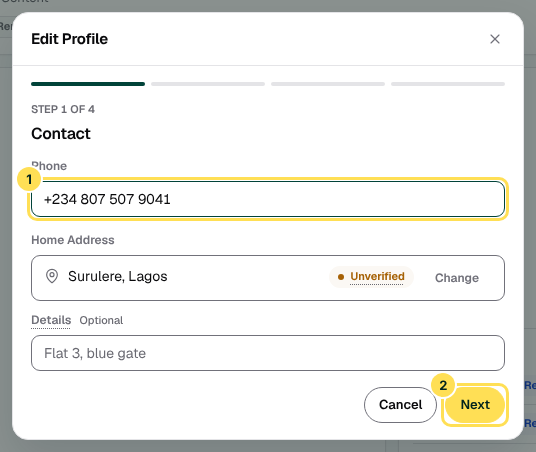 Content
Edit Profile
STEP 1 OF 4
Contact
Phone
1
+234 807 507 9041
Home Address
Surulere, Lagos
Unverified
Change
Details Optional
Flat 3, blue gate
2
Cancel
Next